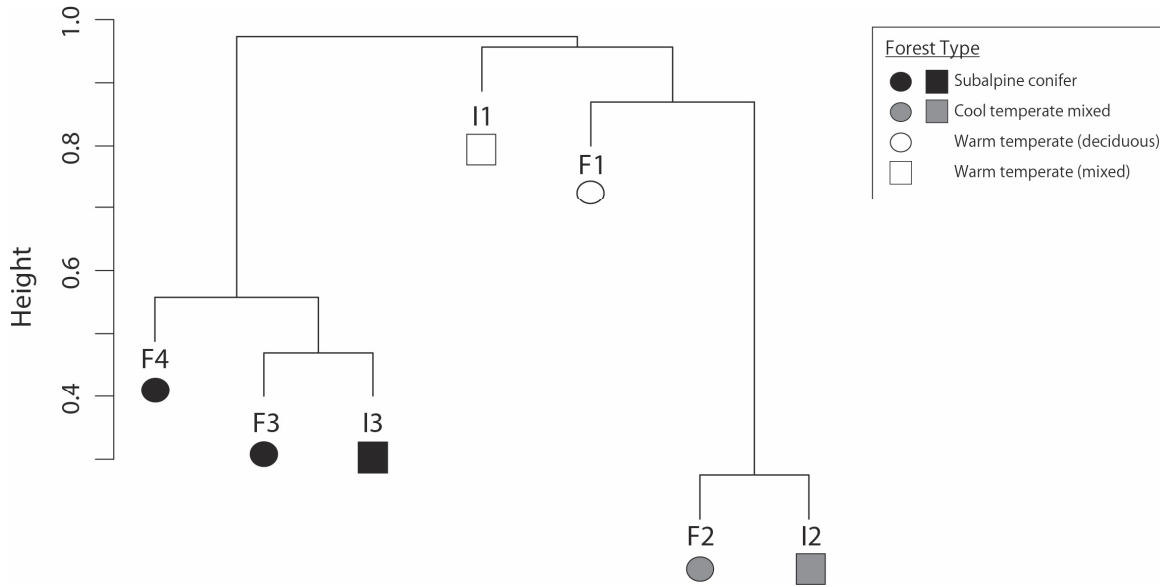 1.0
0.8
0.6
0.4
Height
I1
F1
F4
F3
I3
F2
I2
Forest Type
Subalpine conifer
Cool temperate mixed
Warm temperate (deciduous)
Warm temperate (mixed)